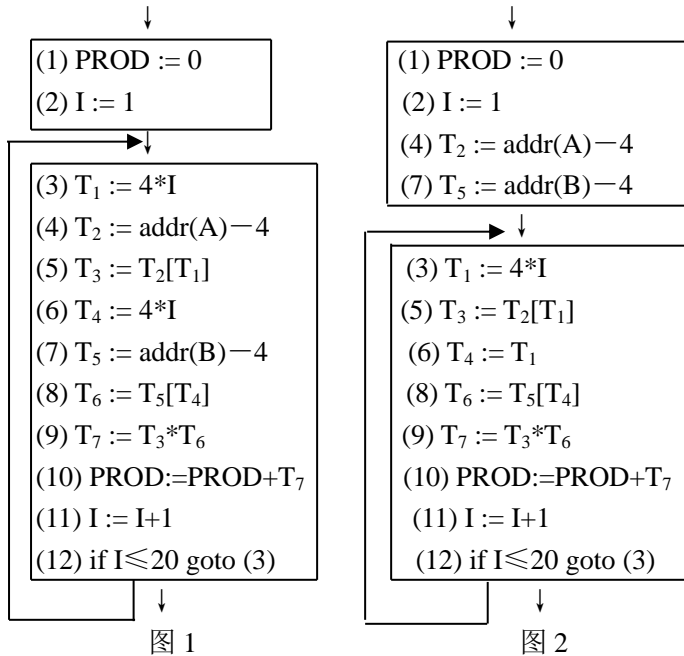 (1) PROD := 0
(2) I := 1
(3) T₁ := 4*I
(4) T₂ := addr(A)－4
(5) T₃ := T₂[T₁]
(6) T₄ := 4*I
(7) T₅ := addr(B)－4
(8) T₆ := T₅[T₄]
(9) T₇ := T₃*T₆
(10) PROD:=PROD+T₇
(11) I := I+1
(12) if I≤20 goto (3)
图 1
(1) PROD := 0
(2) I := 1
(4) T₂ := addr(A)－4
(7) T₅ := addr(B)－4
(3) T₁ := 4*I
(5) T₃ := T₂[T₁]
(6) T₄ := T₁
(8) T₆ := T₅[T₄]
(9) T₇ := T₃*T₆
(10) PROD:=PROD+T₇
(11) I := I+1
(12) if I≤20 goto (3)
图 2